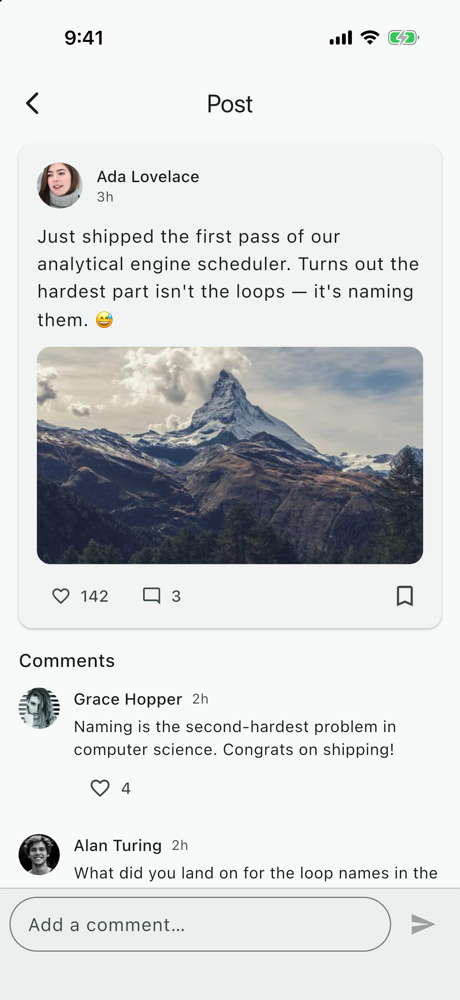 9:41
Post
Ada Lovelace
3h
Just shipped the first pass of our
analytical engine scheduler. Turns out the
hardest part isn't the loops — it's naming
them. 😅
142 3
Comments
Grace Hopper 2h
Naming is the second-hardest problem in
computer science. Congrats on shipping!
4
Alan Turing 2h
What did you land on for the loop names in the
Add a comment…